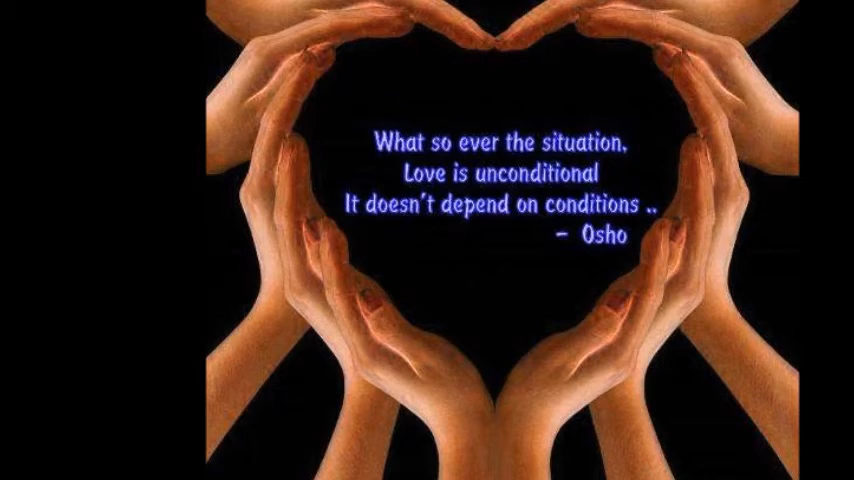 What so ever the situation,
Love is unconditional
It doesn't depend on conditions ..
- Osho